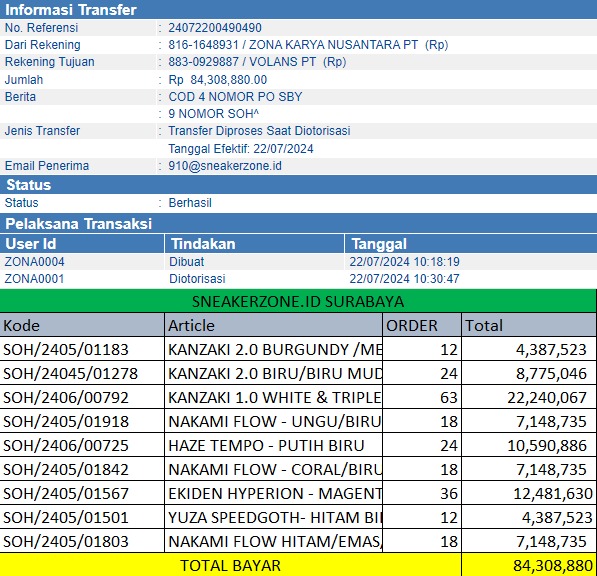 Informasi Transfer
No. Referensi : 24072200490490
Dari Rekening : 816-1648931 / ZONA KARYA NUSANTARA PT (Rp)
Rekening Tujuan : 883-0929887 / VOLANS PT (Rp)
Jumlah : Rp 84,308,880.00
Berita : COD 4 NOMOR PO SBY
: 9 NOMOR SOH^
Jenis Transfer : Transfer Diproses Saat Diotorisasi
Tanggal Efektif: 22/07/2024
Email Penerima : 910@sneakerzone.id
Status
Status : Berhasil
Pelaksana Transaksi
User Id Tindakan Tanggal
ZONA0004 Dibuat 22/07/2024 10:18:19
ZONA0001 Diotorisasi 22/07/2024 10:30:47
SNEAKERZONE.ID SURABAYA
Kode Article ORDER Total
SOH/2405/01183 KANZAKI 2.0 BURGUNDY /ME 12 4,387,523
SOH/24045/01278 KANZAKI 2.0 BIRU/BIRU MUD 24 8,775,046
SOH/2406/00792 KANZAKI 1.0 WHITE & TRIPLE 63 22,240,067
SOH/2405/01918 NAKAMI FLOW - UNGU/BIRU 18 7,148,735
SOH/2406/00725 HAZE TEMPO - PUTIH BIRU 24 10,590,886
SOH/2405/01842 NAKAMI FLOW - CORAL/BIRU 18 7,148,735
SOH/2405/01567 EKIDEN HYPERION - MAGENT 36 12,481,630
SOH/2405/01501 YUZA SPEEDGOTH- HITAM BII 12 4,387,523
SOH/2405/01803 NAKAMI FLOW HITAM/EMAS/ 18 7,148,735
TOTAL BAYAR 84,308,880